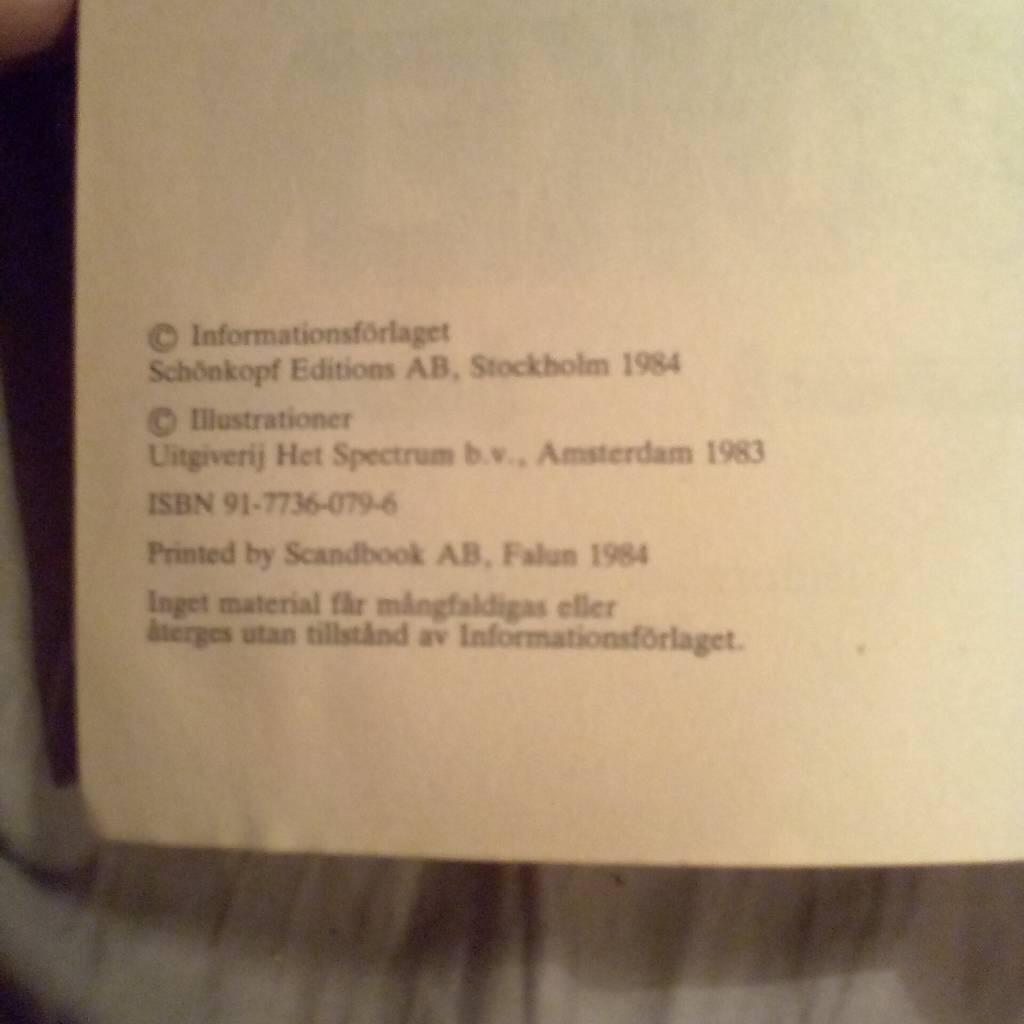 © Informationsförlaget
Schönkopf Editions AB, Stockholm 1984
© Illustrationer
Uitgiverij Het Spectrum b.v., Amsterdam 1983
ISBN 91-7736-079-6
Printed by Scandbook AB, Falun 1984
Inget material får mångfaldigas eller
återges utan tillstånd av Informationsförlaget.